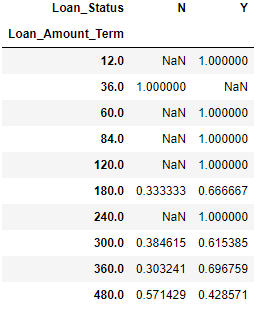 Loan_Status N Y
Loan_Amount_Term
12.0 NaN 1.000000
36.0 1.000000 NaN
60.0 NaN 1.000000
84.0 NaN 1.000000
120.0 NaN 1.000000
180.0 0.333333 0.666667
240.0 NaN 1.000000
300.0 0.384615 0.615385
360.0 0.303241 0.696759
480.0 0.571429 0.428571